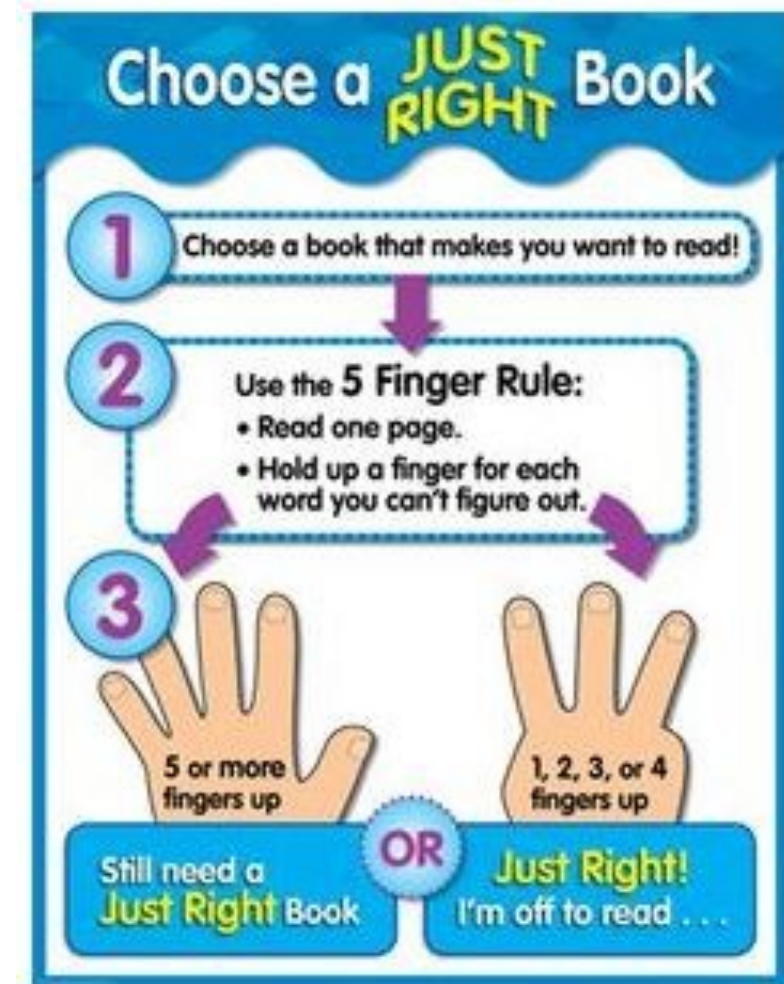 Choose a JUST RIGHT Book
1
Choose a book that makes you want to read!
2
Use the 5 Finger Rule:
• Read one page.
• Hold up a finger for each
word you can't figure out.
3
5 or more
fingers up
1, 2, 3, or 4
fingers up
OR
Still need a
Just Right Book
Just Right!
I'm off to read . . .